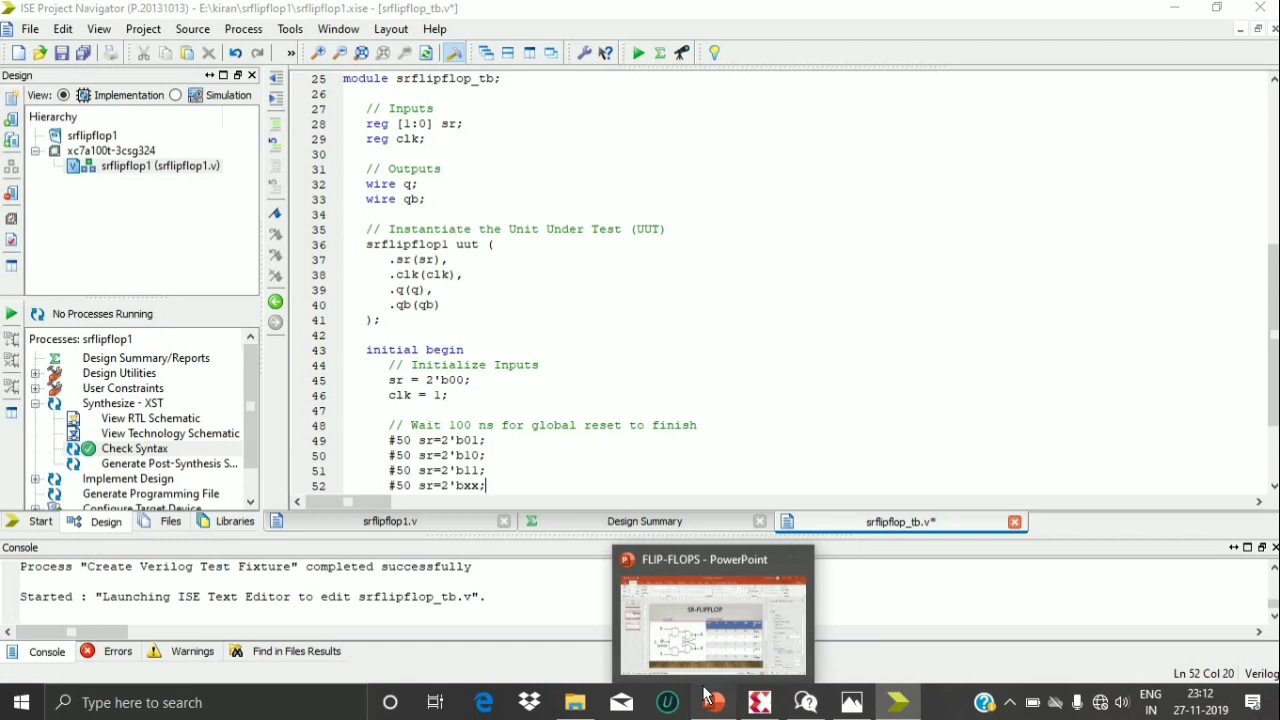 ISE Project Navigator (P.20131013) - E:\kiran\srflipflop1\srflipflop1.xise - [srflipflop_tb.v*]
File Edit View Project Source Process Tools Window Layout Help
Design
View: Implementation Simulation
Hierarchy
srflipflop1
xc7a100t-3csg324
srflipflop1 (srflipflop1.v)
No Processes Running
Processes: srflipflop1
Design Summary/Reports
Design Utilities
User Constraints
Synthesize - XST
View RTL Schematic
View Technology Schematic
Check Syntax
Generate Post-Synthesis S...
Implement Design
Generate Programming File
Configure Target Device
Start Design Files Libraries
25 module srflipflop_tb;
26
27 // Inputs
28 reg [1:0] sr;
29 reg clk;
30
31 // Outputs
32 wire q;
33 wire qb;
34
35 // Instantiate the Unit Under Test (UUT)
36 srflipflop1 uut (
37 .sr(sr),
38 .clk(clk),
39 .q(q),
40 .qb(qb)
41 );
42
43 initial begin
44 // Initialize Inputs
45 sr = 2'b00;
46 clk = 1;
47
48 // Wait 100 ns for global reset to finish
49 #50 sr=2'b01;
50 #50 sr=2'b10;
51 #50 sr=2'b11;
52 #50 sr=2'bxx;
srflipflop1.v Design Summary srflipflop_tb.v*
Console
Process "Create Verilog Test Fixture" completed successfully
Started : "Launching ISE Text Editor to edit srflipflop_tb.v".
FLIP-FLOPS - PowerPoint
SR-FLIPFLOP
Console Errors Warnings Find in Files Results
Ln 52 Col 20 Verilog
Type here to search
ENG
IN
23:12
27-11-2019